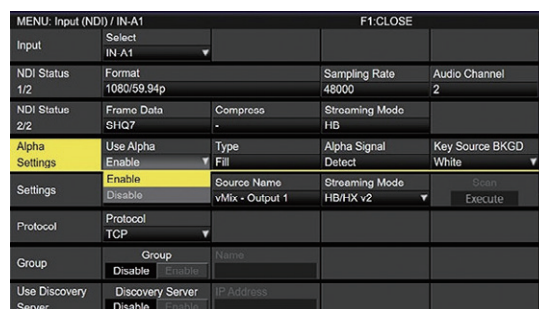 MENU: Input (NDI) / IN-A1 F1:CLOSE
Input Select
IN-A1
NDI Status 1/2 Format Sampling Rate Audio Channel
1080/59.94p 48000 2
NDI Status 2/2 Frame Data Compress Streaming Mode
SHQ7 - HB
Alpha Settings Use Alpha Type Alpha Signal Key Source BKGD
Enable Fill Detect White
Enable
Disable
Settings Source Name Streaming Mode Scan
vMix - Output 1 HB/HX v2 Execute
Protocol Protocol
TCP
Group Group Name
Disable Enable
Use Discovery Server Discovery Server IP Address
Disable Enable